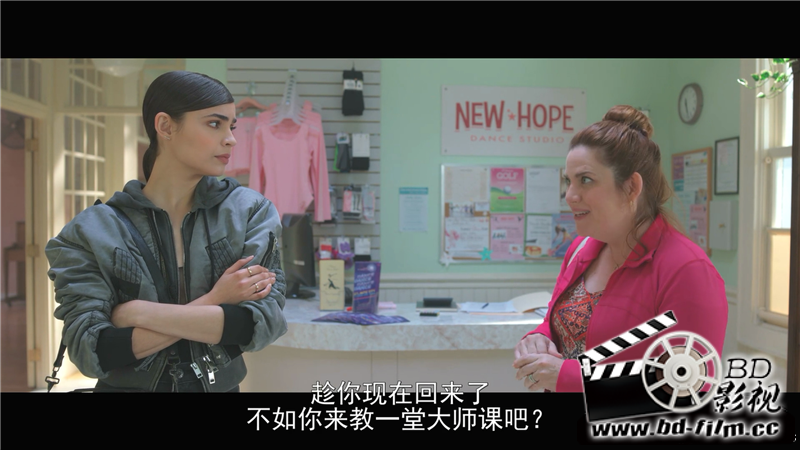 NEW HOPE
DANCE STUDIO
GOLF
趁你现在回来了
不如你来教一堂大师课吧?
BD
影视
www.bd-film.cc